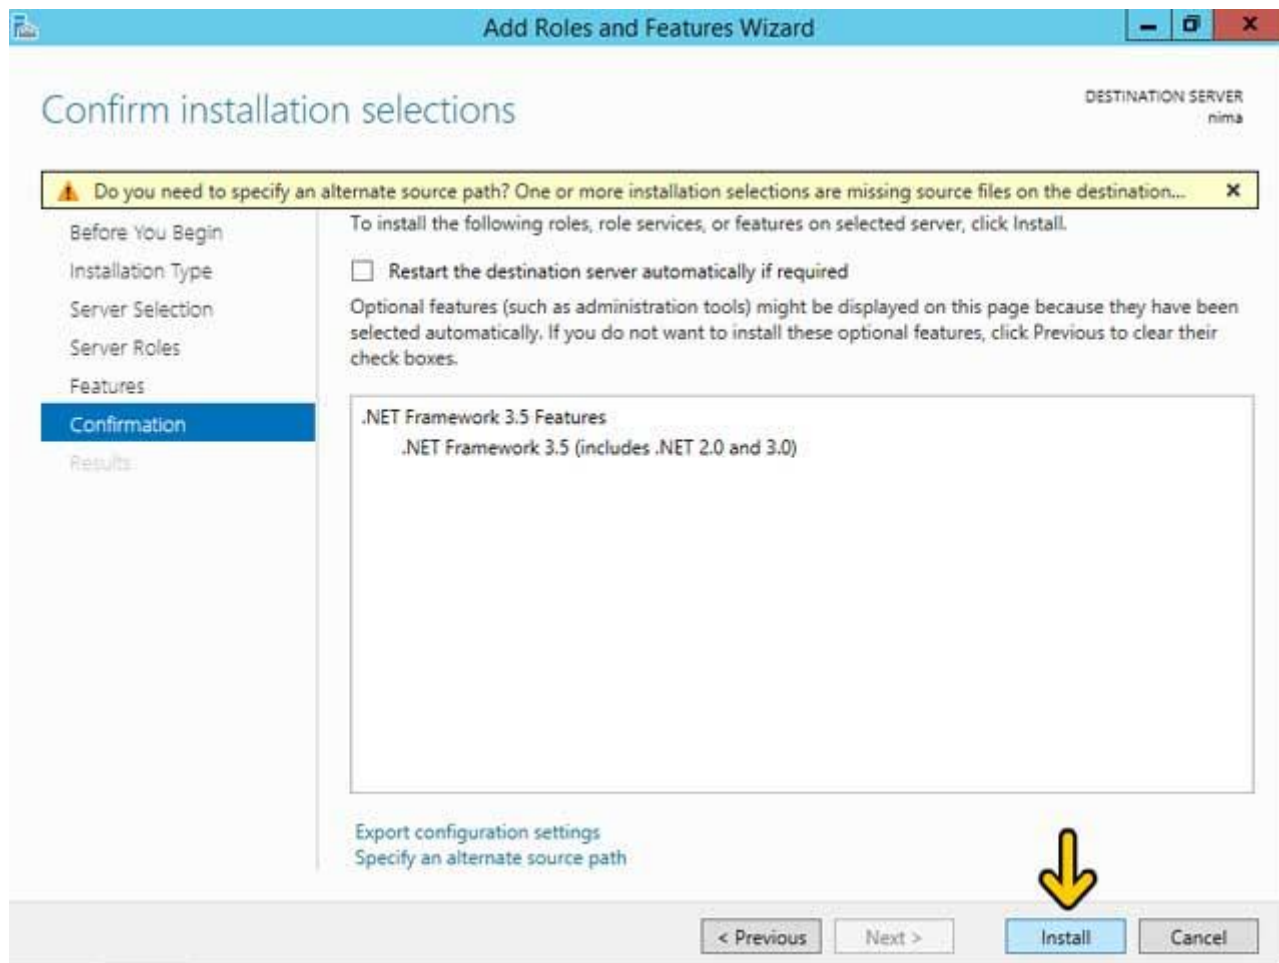 Add Roles and Features Wizard
Confirm installation selections
DESTINATION SERVER
nima
Do you need to specify an alternate source path? One or more installation selections are missing source files on the destination...
Before You Begin
Installation Type
Server Selection
Server Roles
Features
Confirmation
Results
To install the following roles, role services, or features on selected server, click Install.
Restart the destination server automatically if required
Optional features (such as administration tools) might be displayed on this page because they have been
selected automatically. If you do not want to install these optional features, click Previous to clear their
check boxes.
.NET Framework 3.5 Features
.NET Framework 3.5 (includes .NET 2.0 and 3.0)
Export configuration settings
Specify an alternate source path
< Previous
Next >
Install
Cancel